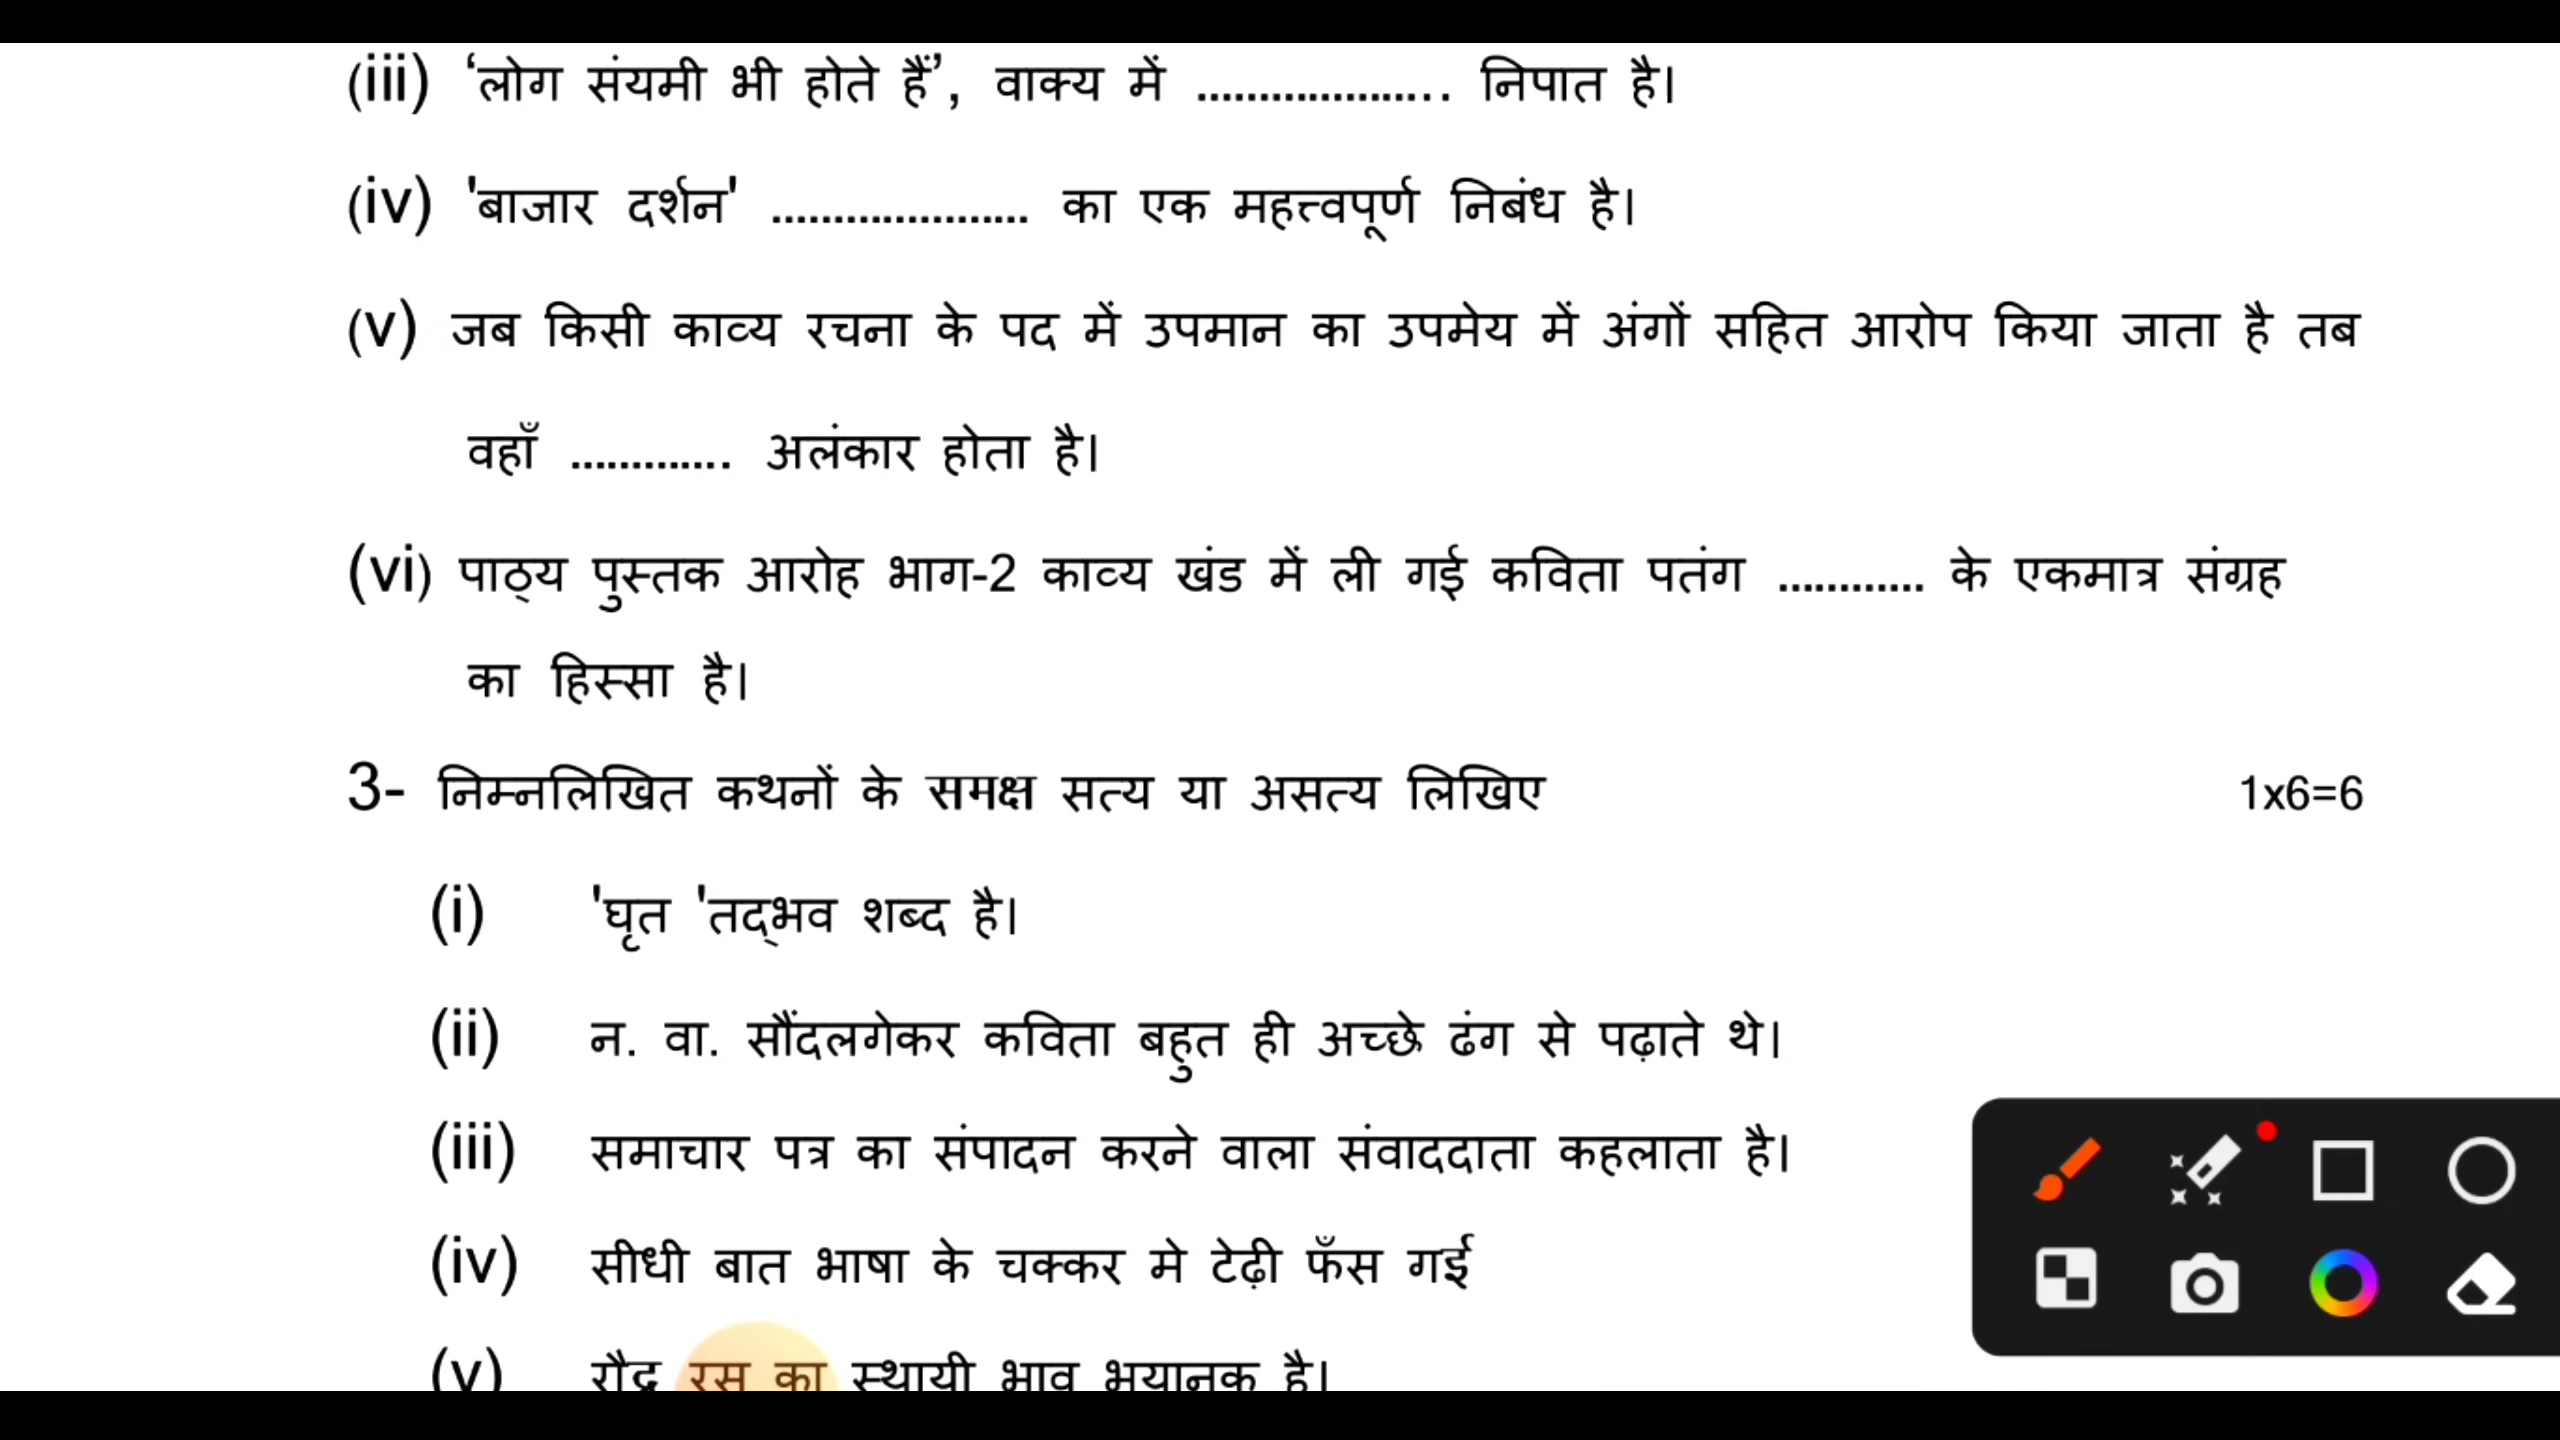 (iii) ‘लोग संयमी भी होते हैं’, वाक्य में .................... निपात है।
(iv) 'बाजार दर्शन' ..................... का एक महत्त्वपूर्ण निबंध है।
(v) जब किसी काव्य रचना के पद में उपमान का उपमेय में अंगों सहित आरोप किया जाता है तब
वहाँ ............. अलंकार होता है।
(vi) पाठ्य पुस्तक आरोह भाग-2 काव्य खंड में ली गई कविता पतंग ............ के एकमात्र संग्रह
का हिस्सा है।
3- निम्नलिखित कथनों के समक्ष सत्य या असत्य लिखिए 1x6=6
(i) 'घृत 'तद्भव शब्द है।
(ii) न. वा. सौंदलगेकर कविता बहुत ही अच्छे ढंग से पढ़ाते थे।
(iii) समाचार पत्र का संपादन करने वाला संवाददाता कहलाता है।
(iv) सीधी बात भाषा के चक्कर मे टेढ़ी फँस गई
(v) रौद्र रस का स्थायी भाव भयानक है।